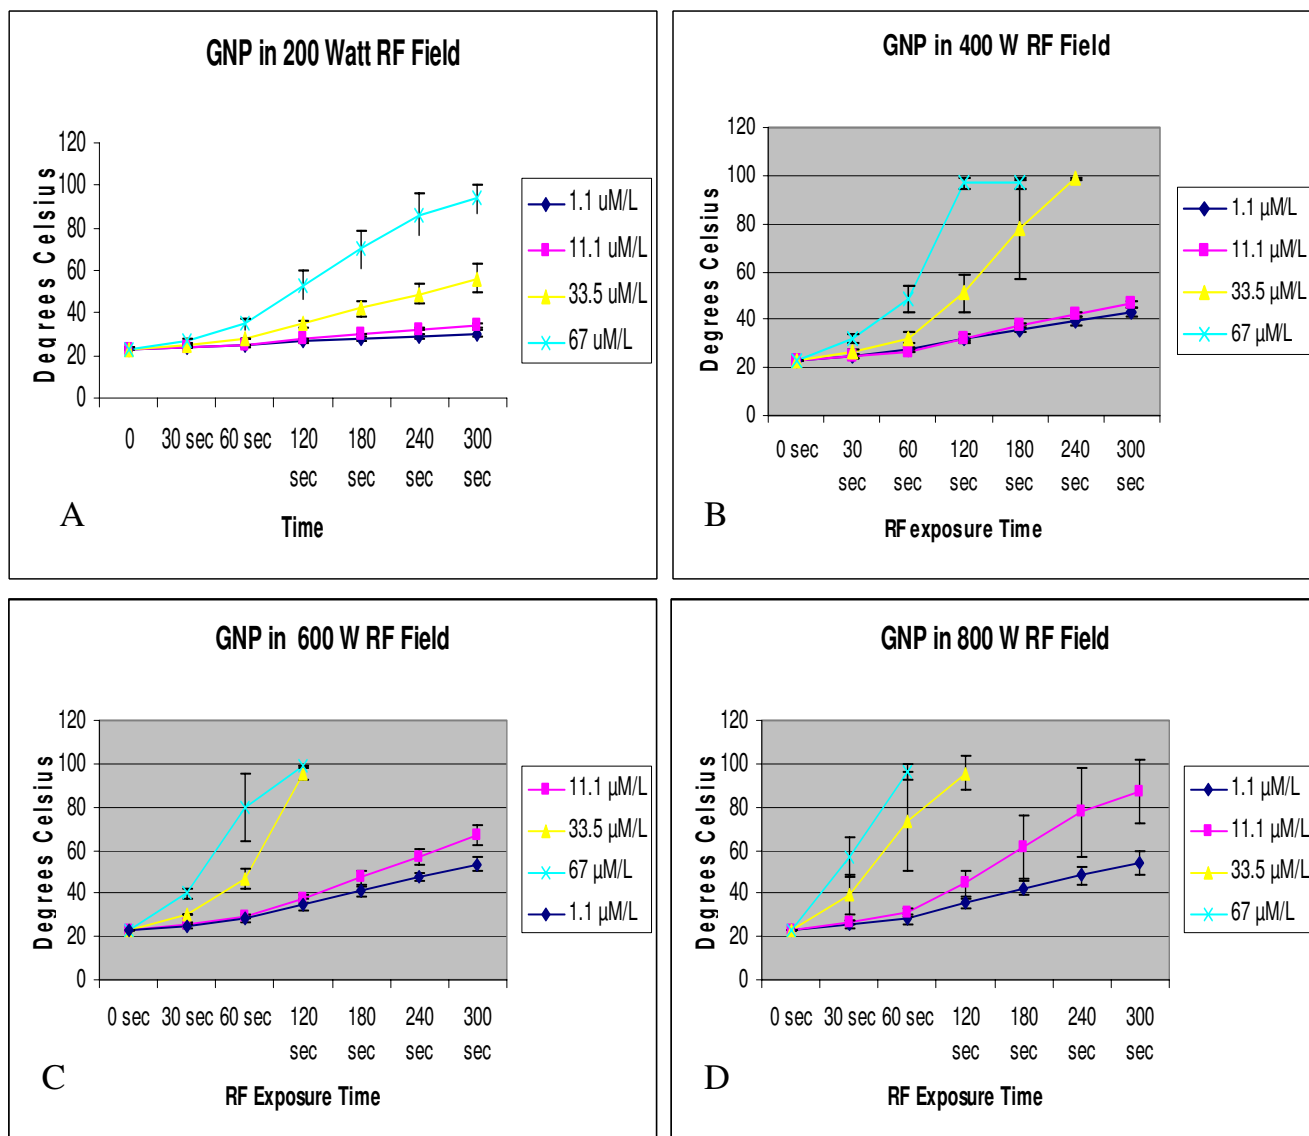 GNP in 200 Watt RF Field
Degrees Celsius
120
100
80
60
40
20
0
0 30 sec 60 sec 120 180 240 300
sec sec sec sec
Time
A
1.1 uM/L
11.1 uM/L
33.5 uM/L
67 uM/L
GNP in 400 W RF Field
Degrees Celsius
120
100
80
60
40
20
0
0 sec 30 60 120 180 240 300
sec sec sec sec sec sec
RF exposure Time
B
1.1 µM/L
11.1 µM/L
33.5 µM/L
67 µM/L
GNP in 600 W RF Field
Degrees Celsius
120
100
80
60
40
20
0
0 sec 30 sec 60 sec 120 180 240 300
sec sec sec sec
RF Exposure Time
C
11.1 µM/L
33.5 µM/L
67 µM/L
1.1 µM/L
GNP in 800 W RF Field
Degrees Celsius
120
100
80
60
40
20
0
0 sec 30 sec 60 sec 120 180 240 300
sec sec sec sec
RF Exposure Time
D
1.1 µM/L
11.1 µM/L
33.5 µM/L
67 µM/L